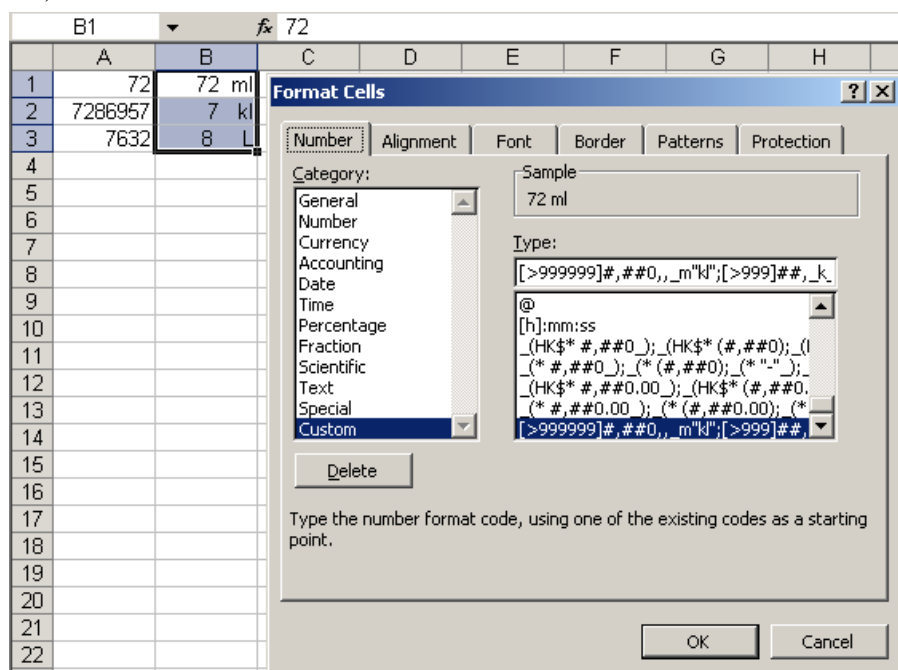 B1 fx 72
A B C D E F G H
1 72 72 ml
2 7286957 7 kl
3 7632 8 L
4
5
6
7
8
9
10
11
12
13
14
15
16
17
18
19
20
21
22
Format Cells ? X
Number Alignment Font Border Patterns Protection
Category:
General
Number
Currency
Accounting
Date
Time
Percentage
Fraction
Scientific
Text
Special
Custom
Sample
72 ml
Type:
[>999999]#,##0,,_m"kl";[>999]##,_k_
@
[h]:mm:ss
_(HK$* #,##0_);_(HK$* (#,##0);_(
_(* #,##0_);_(* (#,##0);_(* "-"_);_
_(HK$* #,##0.00_);_(HK$* (#,##0.
_(* #,##0.00_);_(* (#,##0.00);_(*
[>999999]#,##0,,_m"kl";[>999]##,
Delete
Type the number format code, using one of the existing codes as a starting
point.
OK Cancel